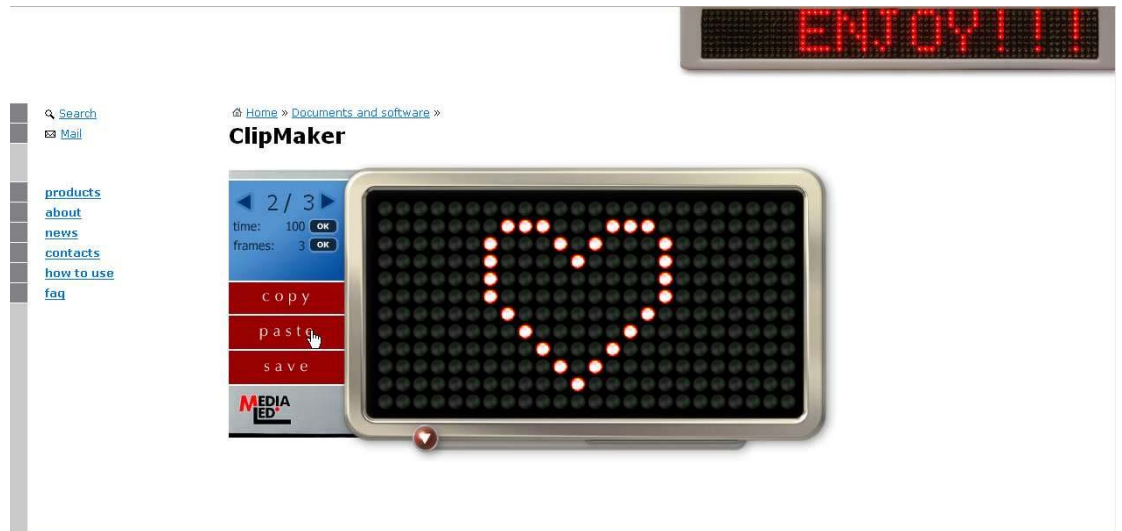 ENJOY!!!
Search
Mail
Home » Documents and software »
ClipMaker
products
about
news
contacts
how to use
faq
2/ 3
time: 100 OK
frames: 3 OK
copy
paste
save
MEDIA
LED